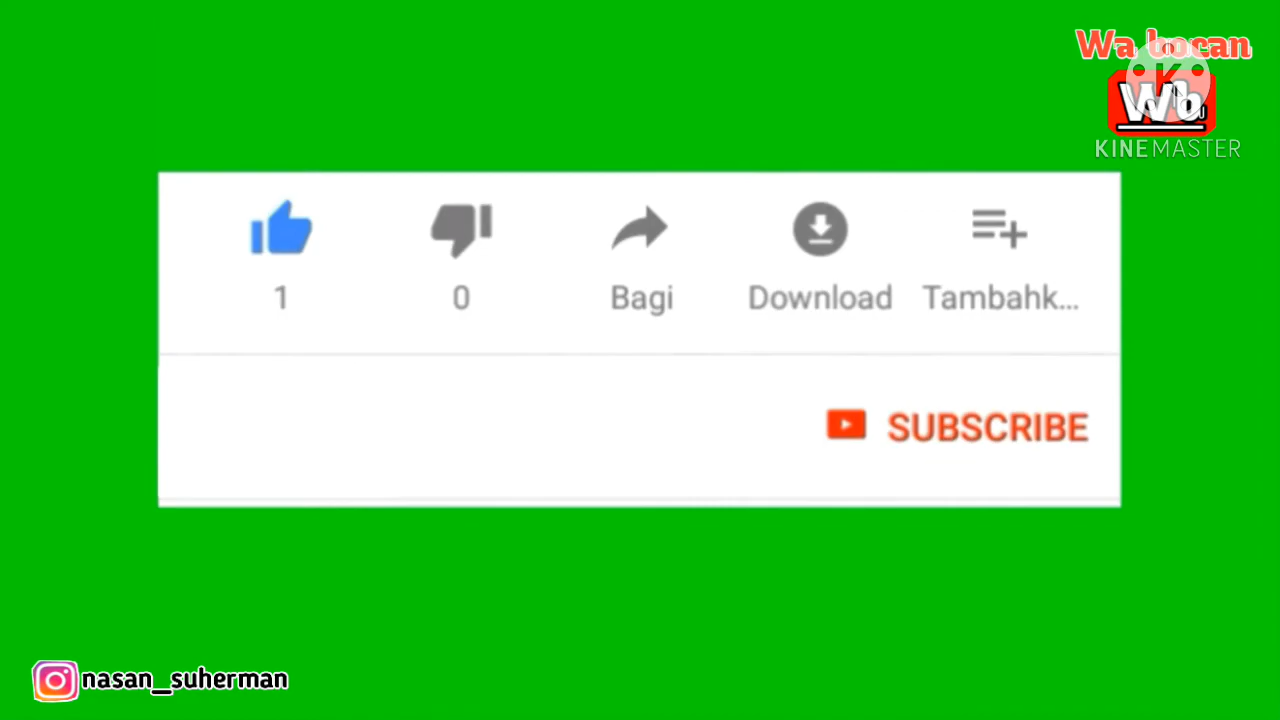 Wa bocan
Wb
KINEMASTER
1
0
Bagi
Download
Tambahk...
SUBSCRIBE
nasan_suherman